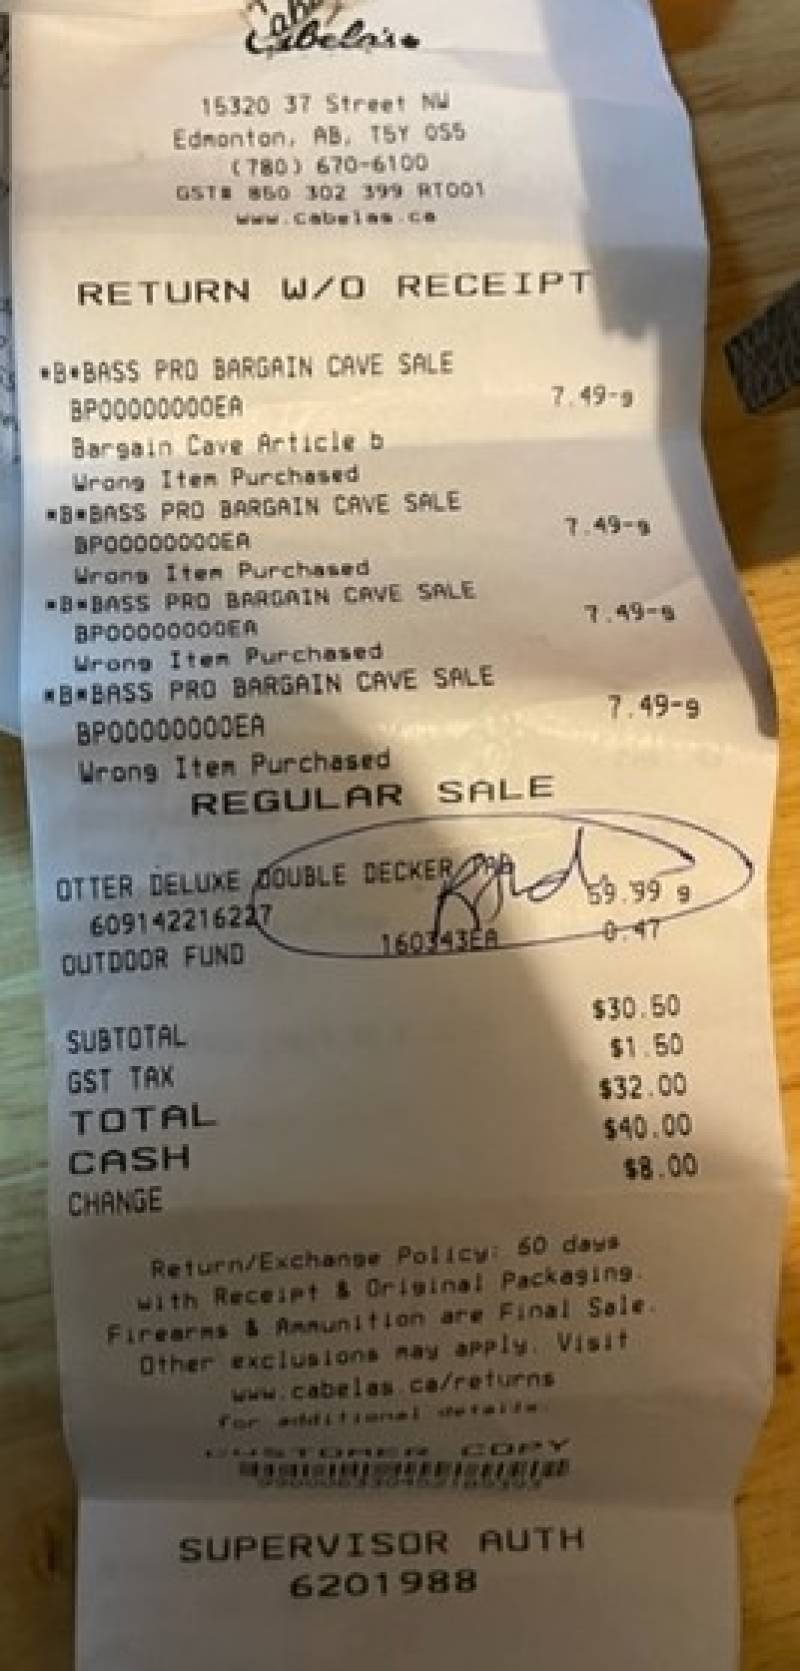 Cabela's
15320 37 Street NW
Edmonton, AB, T5Y 0S5
(780) 670-6100
GST# 860 302 399 RT001
www.Cabelas.ca
RETURN W/O RECEIPT
*B*BASS PRO BARGAIN CAVE SALE
BP00000000EA 7.49-g
Bargain Cave Article b
Wrong Item Purchased
*B*BASS PRO BARGAIN CAVE SALE
BP00000000EA 7.49-g
Wrong Item Purchased
*B*BASS PRO BARGAIN CAVE SALE
BP00000000EA 7.49-g
Wrong Item Purchased
*B*BASS PRO BARGAIN CAVE SALE
BP00000000EA 7.49-g
Wrong Item Purchased
REGULAR SALE
OTTER DELUXE DOUBLE DECKER
609142216227 59.99 g
OUTDOOR FUND 160343EA 0.47
SUBTOTAL $30.50
GST TAX $1.50
TOTAL $32.00
CASH $40.00
CHANGE $8.00
Return/Exchange Policy: 60 days
with Receipt & Original Packaging.
Firearms & Ammunition are Final Sale.
Other exclusions may apply. Visit
www.cabelas.ca/returns
for additional details.
CUSTOMER COPY
SUPERVISOR AUTH
6201988